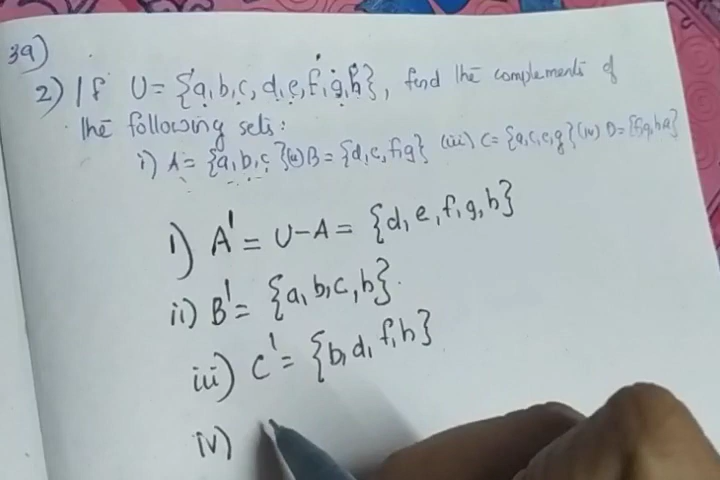 39)
2) If U = {a, b, c, d, e, f, g, h}, find the complements of
the following sets:
i) A = {a, b, c} (ii) B = {d, e, f, g} (iii) C = {a, c, e, g} (iv) D = {f, g, h, a}
i) A' = U - A = {d, e, f, g, h}
ii) B' = {a, b, c, h}.
iii) C' = {b, d, f, h}
iv)